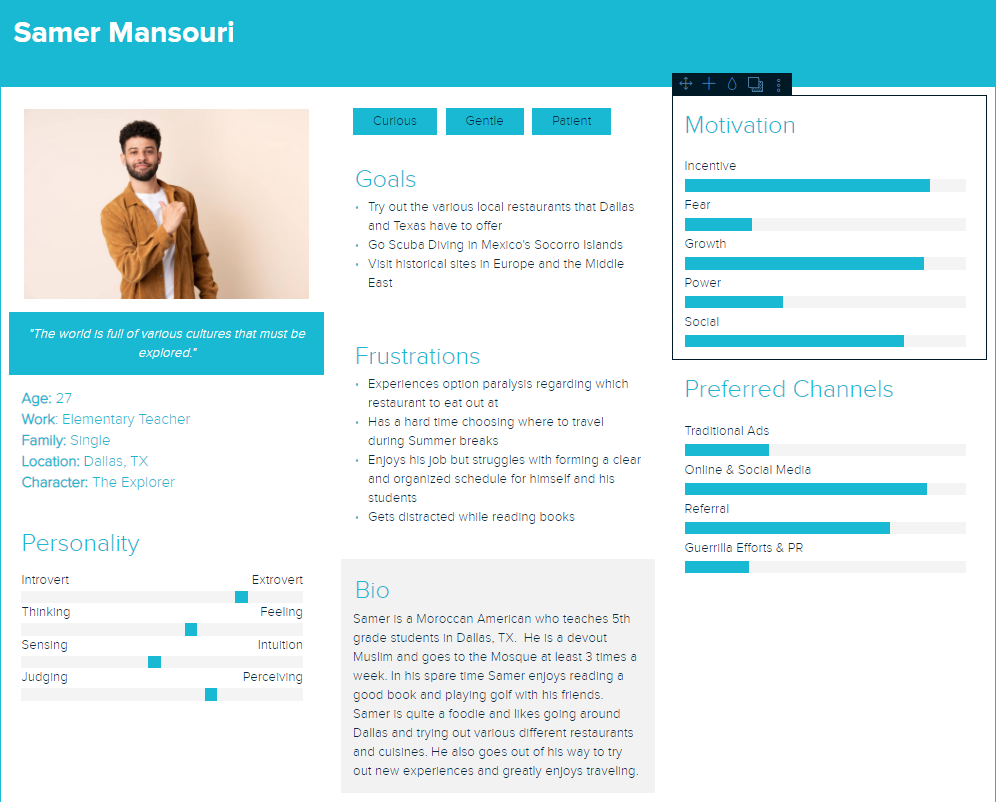 Samer Mansouri
"The world is full of various cultures that must be
explored."
Age: 27
Work: Elementary Teacher
Family: Single
Location: Dallas, TX
Character: The Explorer
Personality
Introvert Extrovert
Thinking Feeling
Sensing Intuition
Judging Perceiving
Curious Gentle Patient
Goals
Try out the various local restaurants that Dallas
and Texas have to offer
Go Scuba Diving in Mexico's Socorro Islands
Visit historical sites in Europe and the Middle
East
Frustrations
Experiences option paralysis regarding which
restaurant to eat out at
Has a hard time choosing where to travel
during Summer breaks
Enjoys his job but struggles with forming a clear
and organized schedule for himself and his
students
Gets distracted while reading books
Bio
Samer is a Moroccan American who teaches 5th
grade students in Dallas, TX.  He is a devout
Muslim and goes to the Mosque at least 3 times a
week. In his spare time Samer enjoys reading a
good book and playing golf with his friends.
Samer is quite a foodie and likes going around
Dallas and trying out various different restaurants
and cuisines. He also goes out of his way to try
out new experiences and greatly enjoys traveling.
Motivation
Incentive
Fear
Growth
Power
Social
Preferred Channels
Traditional Ads
Online & Social Media
Referral
Guerrilla Efforts & PR